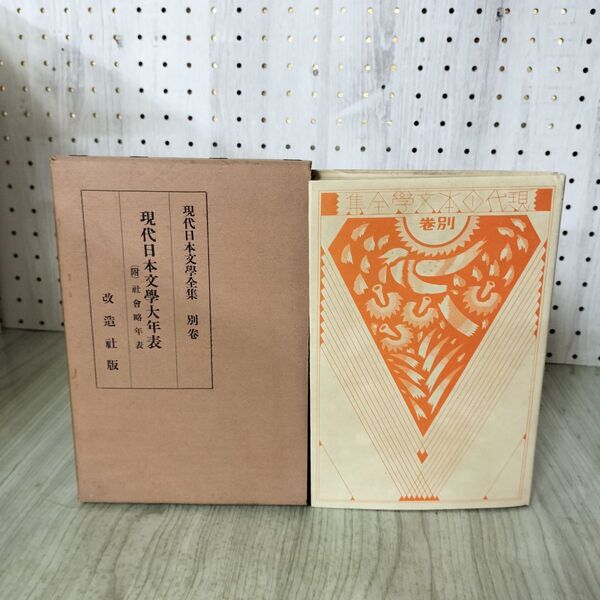 現代日本文學全集 別卷
現代日本文學大年表
(附) 社會略年表
改造社版
集全學文本日代現
卷別